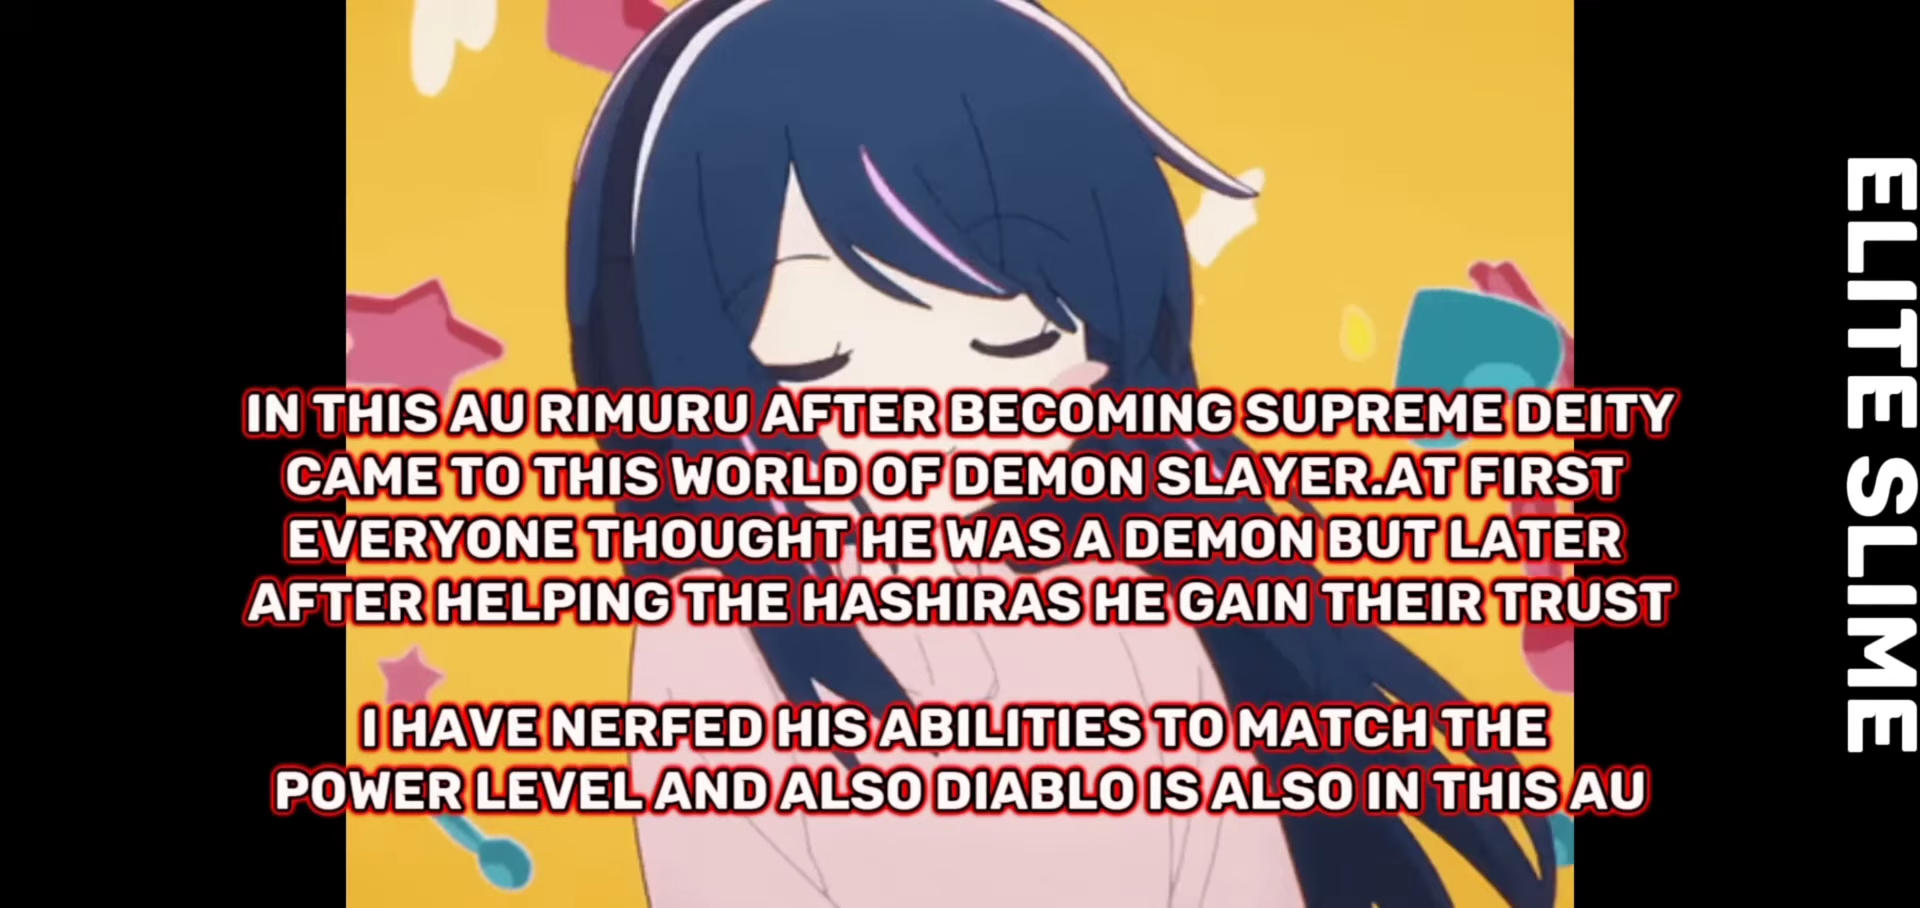 IN THIS AU RIMURU AFTER BECOMING SUPREME DEITY
CAME TO THIS WORLD OF DEMON SLAYER.AT FIRST
EVERYONE THOUGHT HE WAS A DEMON BUT LATER
AFTER HELPING THE HASHIRAS HE GAIN THEIR TRUST
I HAVE NERFED HIS ABILITIES TO MATCH THE
POWER LEVEL AND ALSO DIABLO IS ALSO IN THIS AU
ELITE SLIME